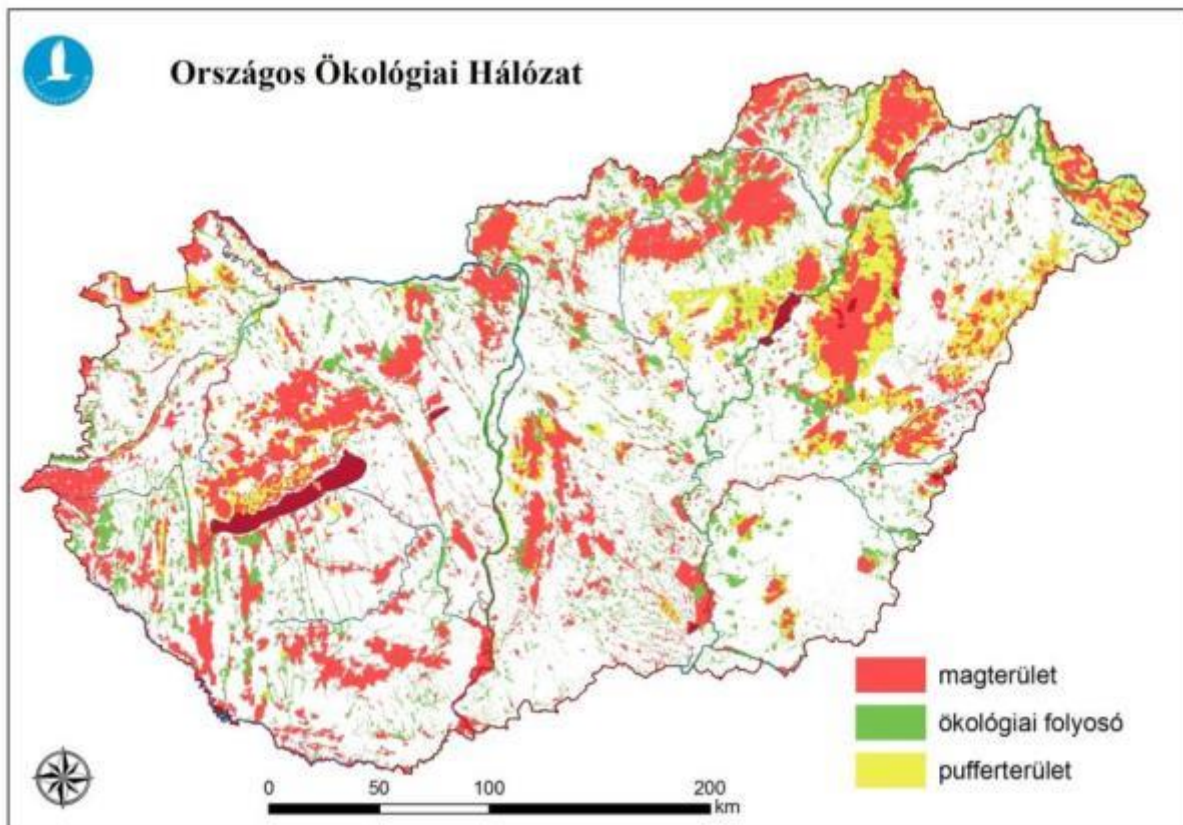 Országos Ökológiai Hálózat
magterület
ökológiai folyosó
pufferterület
0 50 100 200
km